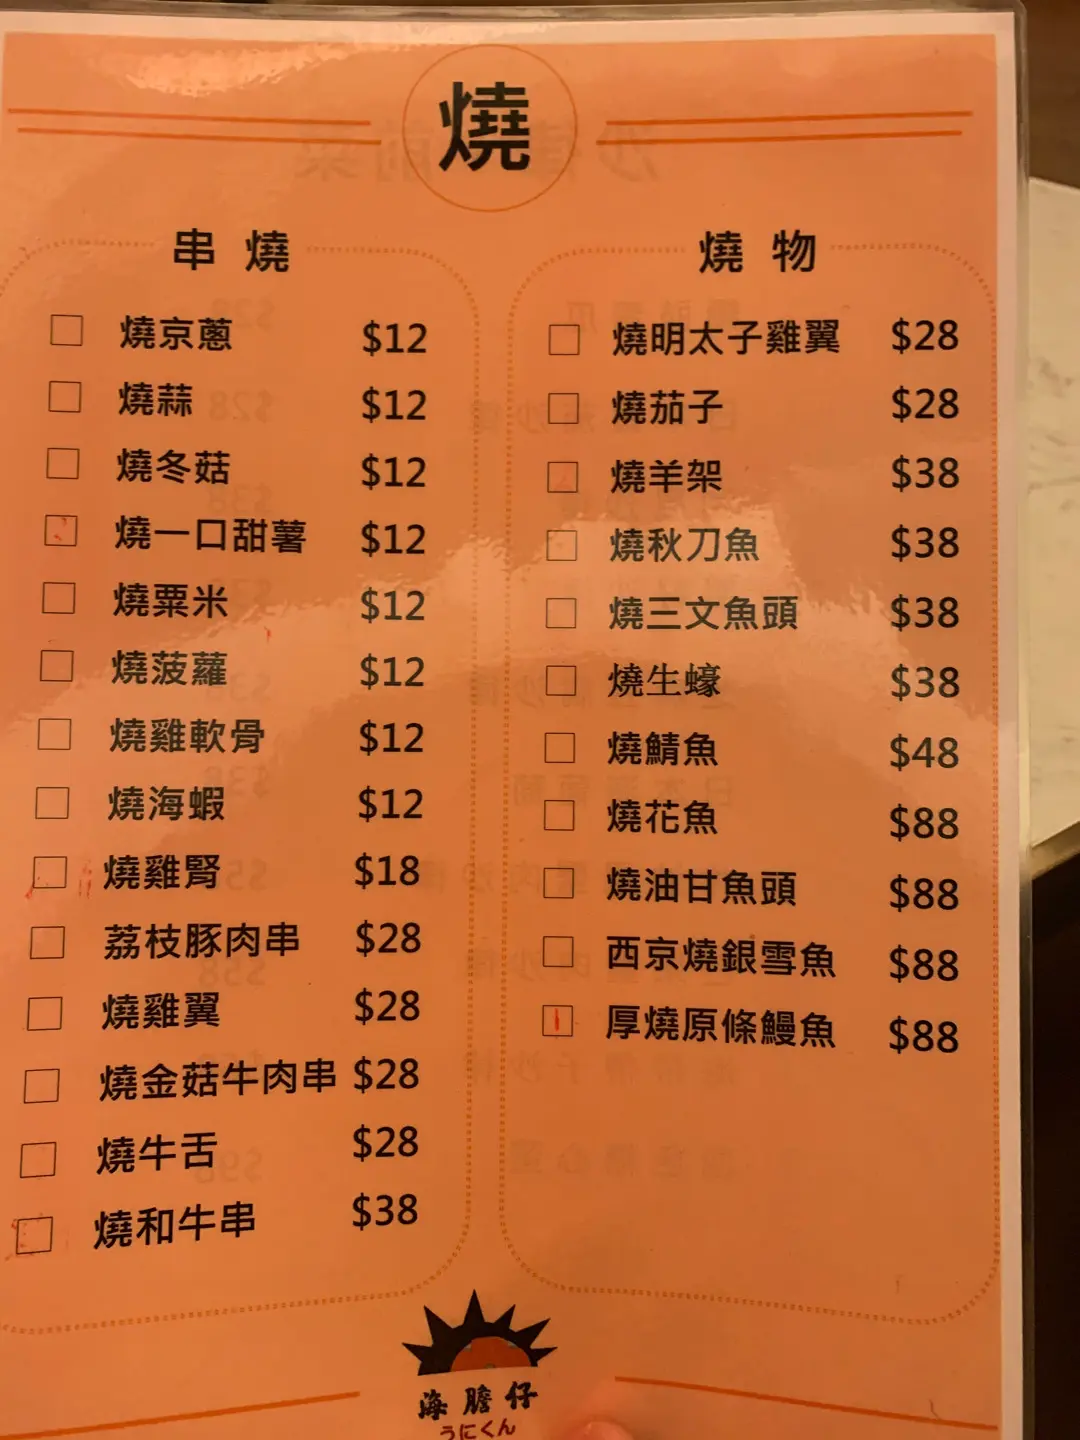 燒
串燒
燒京蔥 $12
燒蒜 $12
燒冬菇 $12
燒一口甜薯 $12
燒粟米 $12
燒菠蘿 $12
燒雞軟骨 $12
燒海蝦 $12
燒雞腎 $18
荔枝豚肉串 $28
燒雞翼 $28
燒金菇牛肉串 $28
燒牛舌 $28
燒和牛串 $38
燒物
燒明太子雞翼 $28
燒茄子 $28
燒羊架 $38
燒秋刀魚 $38
燒三文魚頭 $38
燒生蠔 $38
燒鯖魚 $48
燒花魚 $88
燒油甘魚頭 $88
西京燒銀雪魚 $88
厚燒原條鰻魚 $88
海膽仔
うにくん